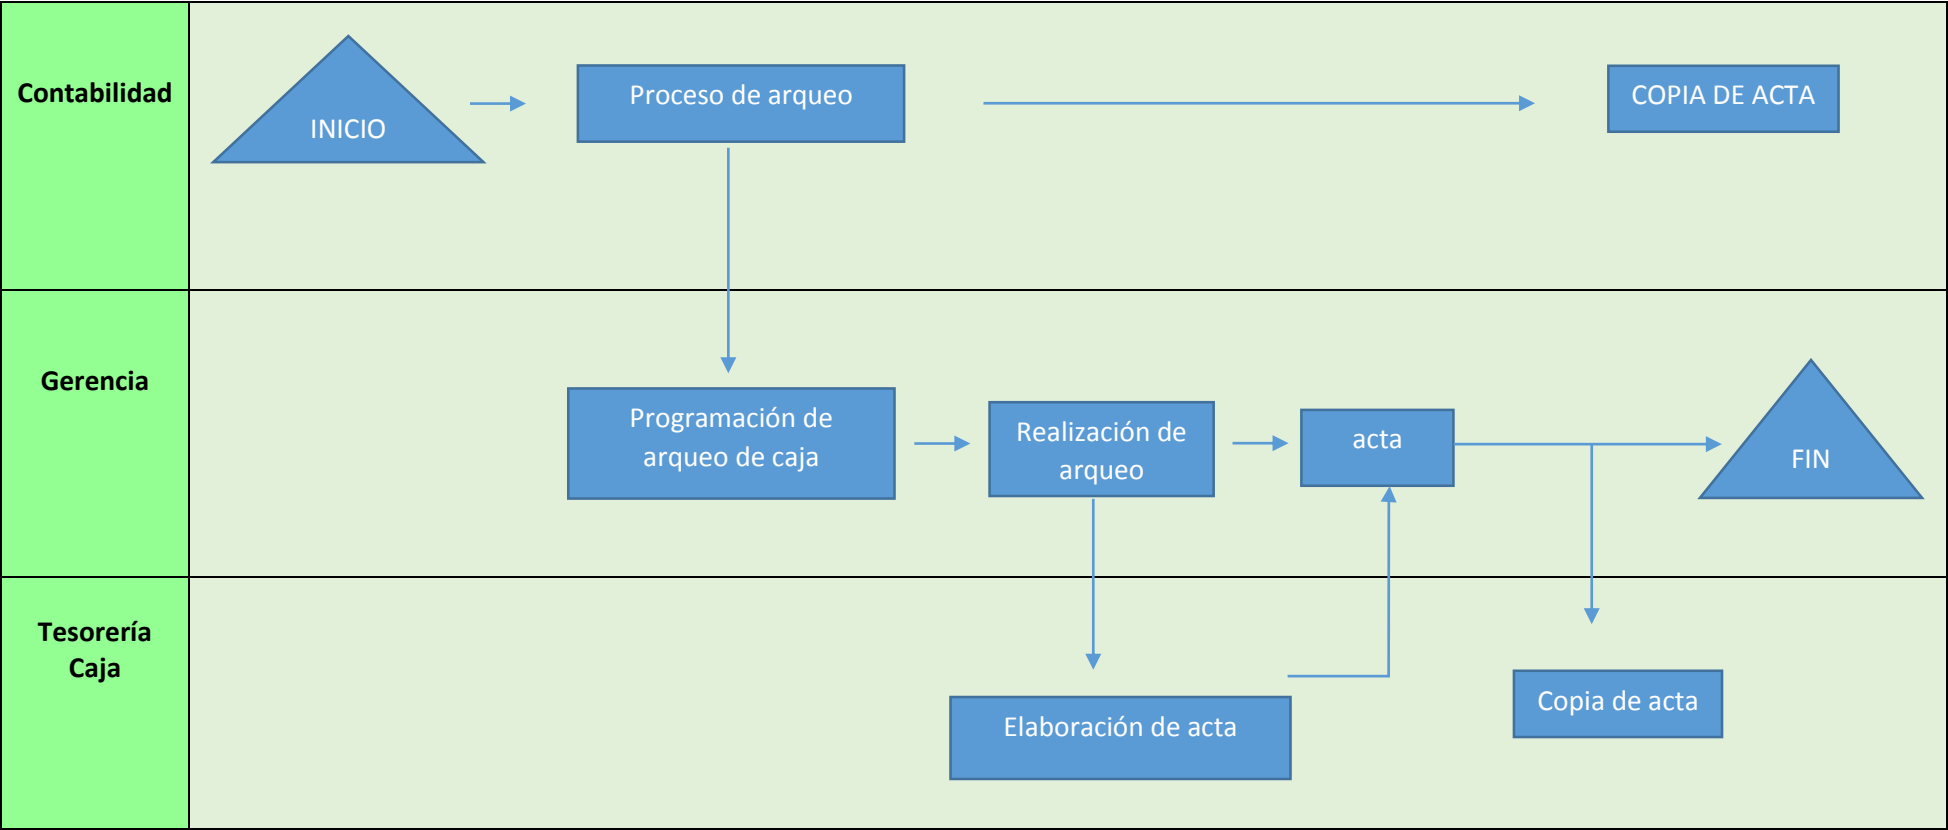 Contabilidad
INICIO
Proceso de arqueo
COPIA DE ACTA
Gerencia
Programación de
arqueo de caja
Realización de
arqueo
acta
FIN
Tesorería
Caja
Elaboración de acta
Copia de acta